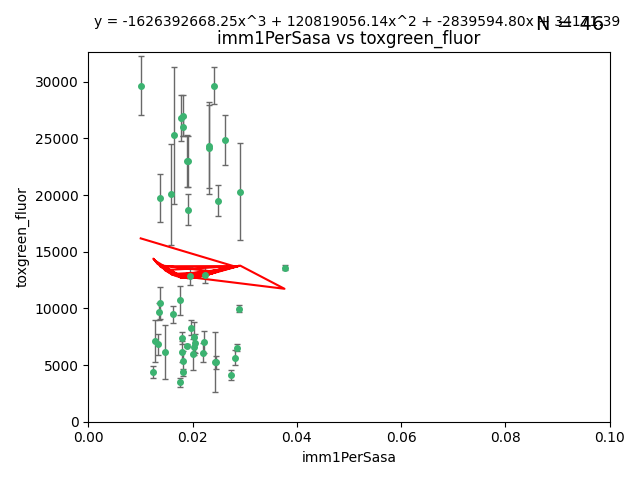 y = -1626392668.25x^3 + 120819056.14x^2 + -2839594.80x + 34171.39
N = 46
imm1PerSasa vs toxgreen_fluor
30000
25000
20000
15000
10000
5000
0
toxgreen_fluor
0.00 0.02 0.04 0.06 0.08 0.10
imm1PerSasa